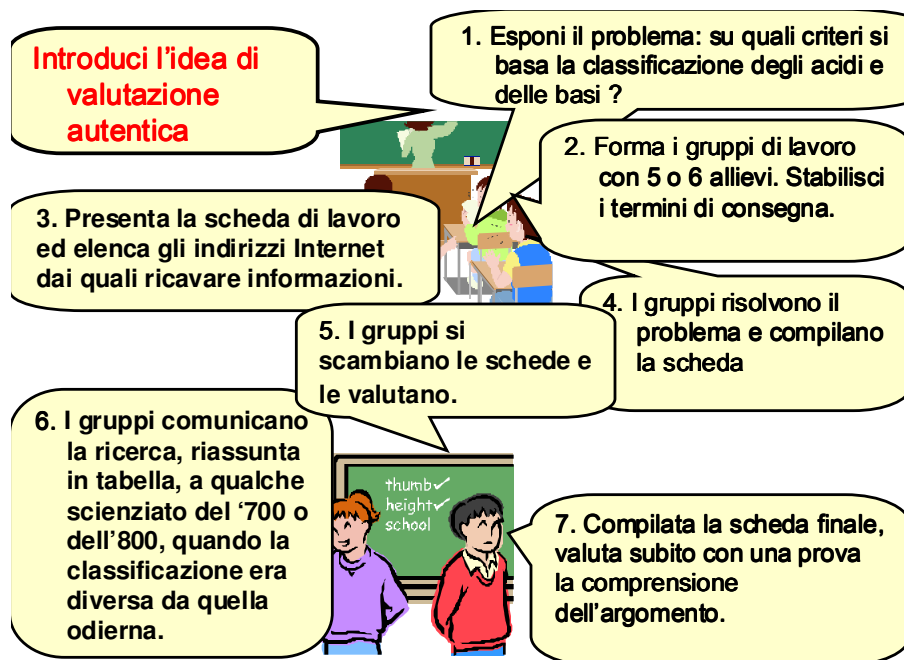 Introduci l'idea di
valutazione
autentica
1. Esponi il problema: su quali criteri si
basa la classificazione degli acidi e
delle basi ?
2. Forma i gruppi di lavoro
con 5 o 6 allievi. Stabilisci
i termini di consegna.
3. Presenta la scheda di lavoro
ed elenca gli indirizzi Internet
dai quali ricavare informazioni.
4. I gruppi risolvono il
problema e compilano
la scheda
5. I gruppi si
scambiano le schede e
le valutano.
6. I gruppi comunicano
la ricerca, riassunta
in tabella, a qualche
scienziato del ‘700 o
dell’800, quando la
classificazione era
diversa da quella
odierna.
thumb✓
height✓
school
7. Compilata la scheda finale,
valuta subito con una prova
la comprensione
dell’argomento.